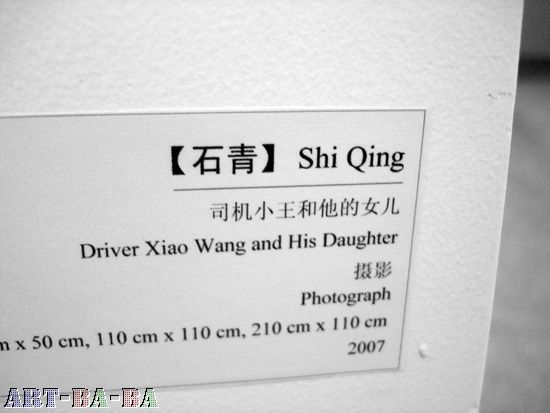 【石青】 Shi Qing
司机小王和他的女儿
Driver Xiao Wang and His Daughter
摄影
Photograph
m x 50 cm, 110 cm x 110 cm, 210 cm x 110 cm
2007
ART-BA-BA